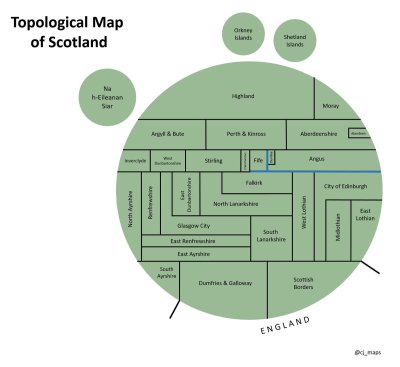 Topological Map
of Scotland
Orkney
Islands
Shetland
Islands
Na
h-Eileanan
Siar
Highland
Moray
Argyll & Bute
Perth & Kinross
Aberdeenshire
Aberdeen
Inverclyde
West
Dunbartonshire
Stirling
Fife
Angus
North Ayrshire
Renfrewshire
East
Dunbartonshire
Falkirk
North Lanarkshire
West Lothian
City of Edinburgh
Midlothian
East
Lothian
Glasgow City
East Renfrewshire
East Ayrshire
South
Lanarkshire
South
Ayrshire
Dumfries & Galloway
Scottish
Borders
ENGLAND
@cj_maps